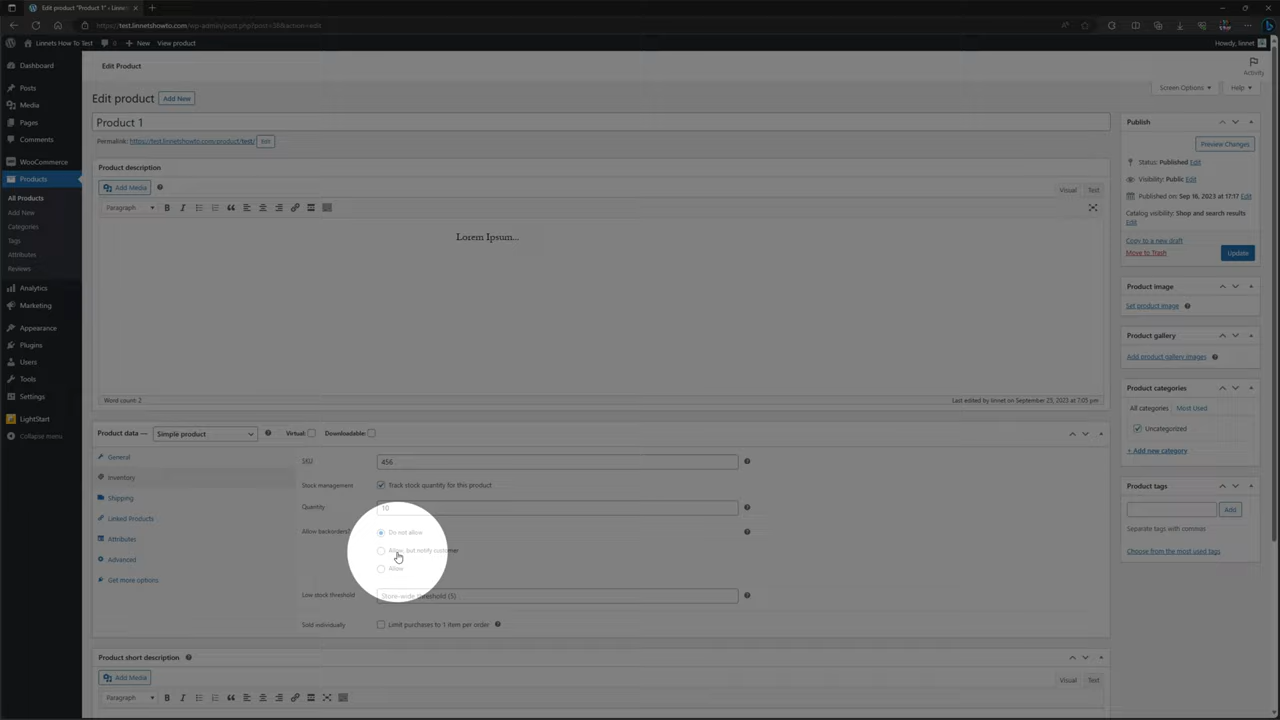 Edit product "Product 1" ‹ Linnets
https://test.linnetshowto.com/wp-admin/post.php?post=38&action=edit
Linnets How To Test
0
New
View product
Howdy, linnet
Edit Product
Activity
Screen Options
Help
Edit product
Add New
Product 1
Permalink: https://test.linnetshowto.com/product/test/
Edit
Dashboard
Posts
Media
Pages
Comments
WooCommerce
Products
All Products
Add New
Categories
Tags
Attributes
Reviews
Analytics
Marketing
Appearance
Plugins
Users
Tools
Settings
LightStart
Collapse menu
Product description
Add Media
Visual
Text
Paragraph
Lorem Ipsum...
Word count: 2
Last edited by linnet on September 25, 2023 at 7:05 pm
Product data —
Simple product
Virtual:
Downloadable:
General
Inventory
Shipping
Linked Products
Attributes
Advanced
Get more options
SKU
456
Stock management
Track stock quantity for this product
Quantity
10
Allow backorders?
Do not allow
Allow, but notify customer
Allow
Low stock threshold
Store-wide threshold (5)
Sold individually
Limit purchases to 1 item per order
Product short description
Add Media
Visual
Text
Paragraph
Publish
Preview Changes
Status: Published Edit
Visibility: Public Edit
Published on: Sep 16, 2023 at 17:17 Edit
Catalog visibility: Shop and search results
Edit
Copy to a new draft
Move to Trash
Update
Product image
Set product image
Product gallery
Add product gallery images
Product categories
All categories
Most Used
Uncategorized
+ Add new category
Product tags
Add
Separate tags with commas
Choose from the most used tags